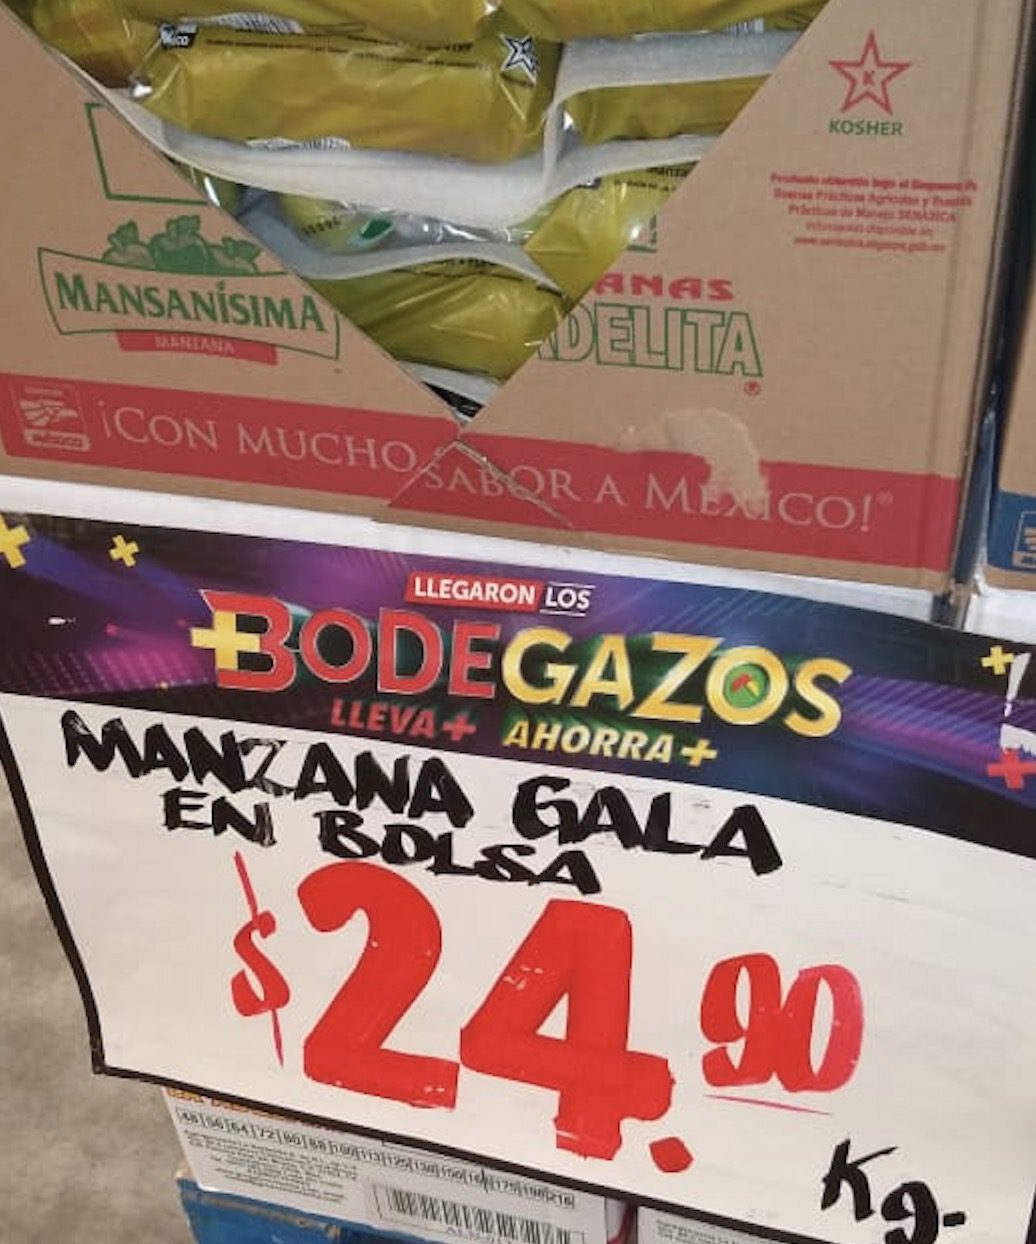 KOSHER
MANSANÍSIMA
MANZANA
ANAS
DELITA
MÉXICO
¡CON MUCHO SABOR A MÉXICO!
LLEGARON LOS
+BODEGAZOS
LLEVA+ AHORRA+
MANZANA GALA
EN BOLSA
$24.90
Kg.